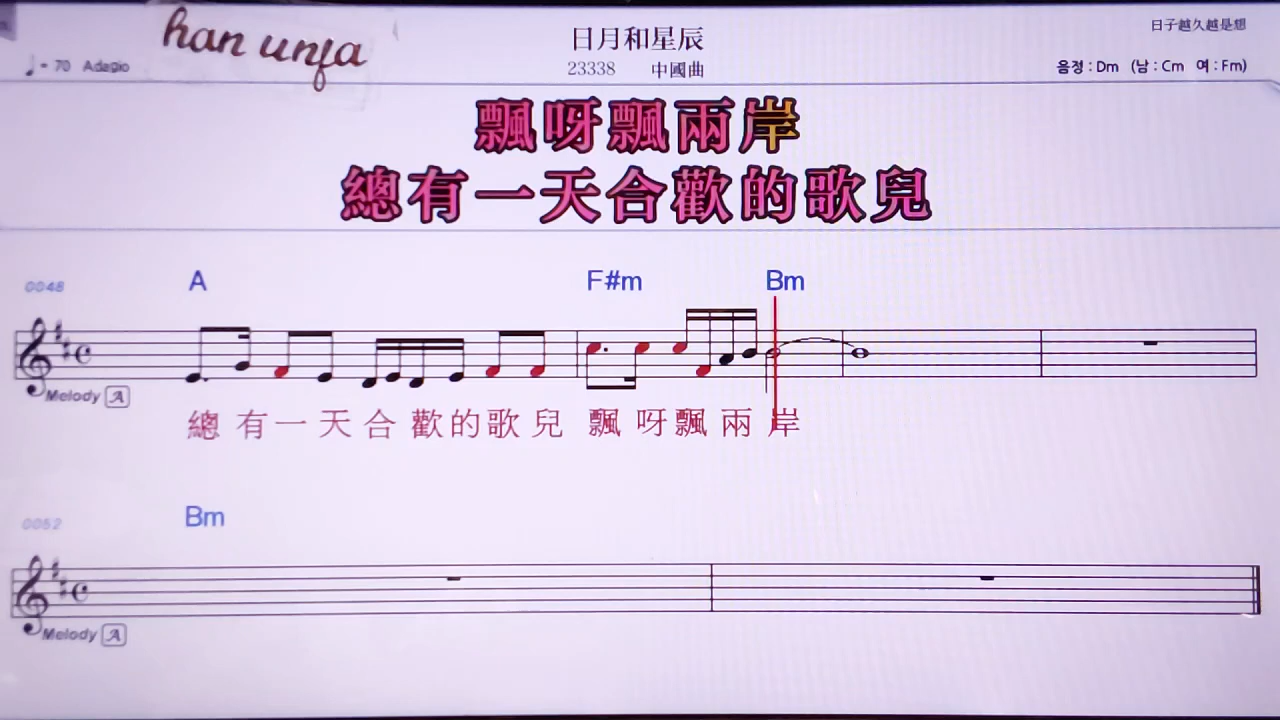 han unfa
日月和星辰
日子越久越是想
♩= 70 Adagio
23338 中國曲
음정 : Dm (남 : Cm 여 : Fm)
飄呀飄兩岸
總有一天合歡的歌兒
0048 A F#m Bm
Melody A
總有一天合歡的歌兒 飄呀飄兩岸
0052 Bm
Melody A